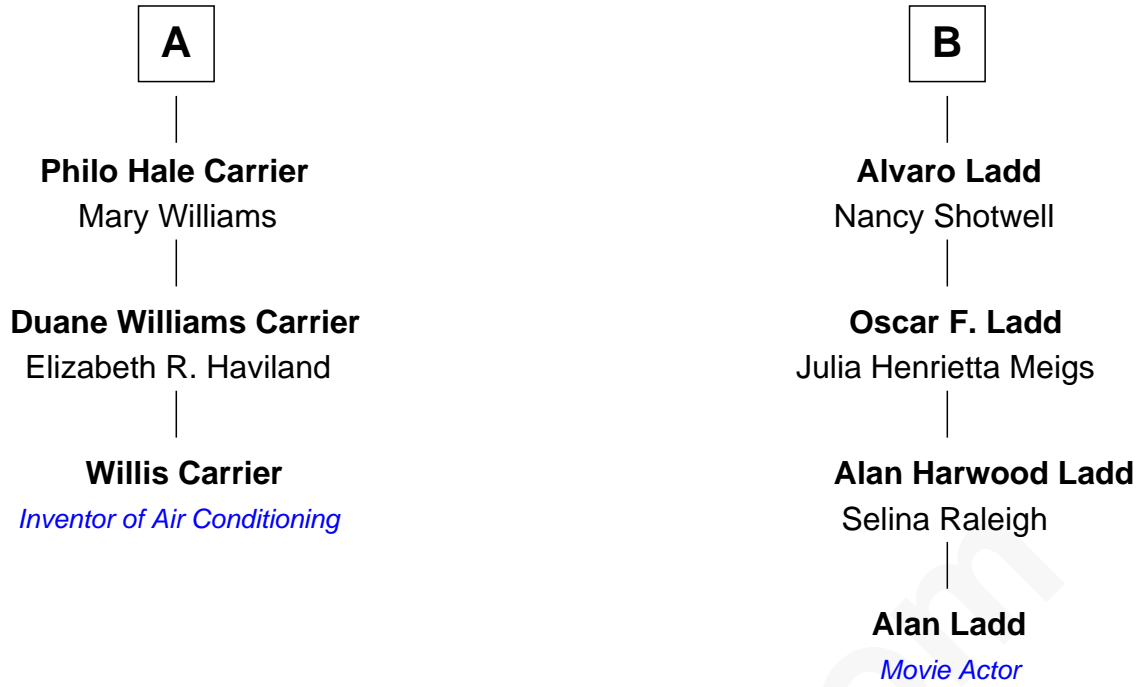 A
Philo Hale Carrier
Mary Williams
Duane Williams Carrier
Elizabeth R. Haviland
Willis Carrier
Inventor of Air Conditioning
B
Alvaro Ladd
Nancy Shotwell
Oscar F. Ladd
Julia Henrietta Meigs
Alan Harwood Ladd
Selina Raleigh
Alan Ladd
Movie Actor